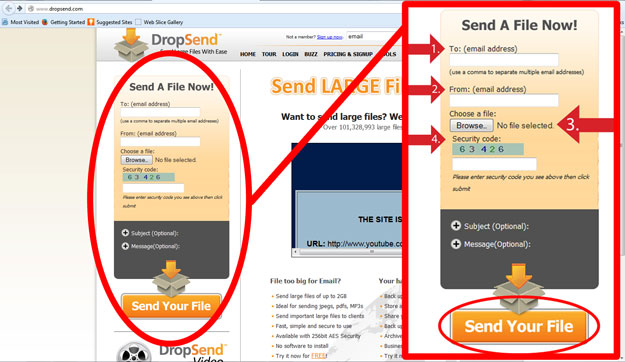 www.dropsend.com
Most Visited Getting Started Suggested Sites Web Slice Gallery
DropSend
Large Files With Ease
Not a member? Sign up now: email
HOME TOUR LOGIN BUZZ PRICING & SIGNUP
Send A File Now!
To: (email address)
(use a comma to separate multiple email addresses)
From: (email address)
Choose a file:
Browse.. No file selected.
Security code:
6 3 4 2 6
Please enter security code you see above then click
submit
Subject (Optional):
Message(Optional):
Send Your File
DropSend
Video
Send LARGE Fi
Want to send large files? We
Over 101,328,993 large files
THE SITE IS
URL: http://www.youtube.co
File too big for Email?
Send large files of up to 2GB
Ideal for sending jpegs, pdfs, MP3s
Send important large files to clients
Fast, simple and secure to use
Available with 256bit AES Security
No software to install
Try it now for FREE!
Your ha
Back up
Store
Share
Back up
Archive
Busines
Try it
Send A File Now!
1. To: (email address)
(use a comma to separate multiple email addresses)
2. From: (email address)
Choose a file:
Browse.. No file selected. 3.
4. Security code:
6 3 4 2 6
Please enter security code you see above then click
submit
Subject (Optional):
Message(Optional):
Send Your File